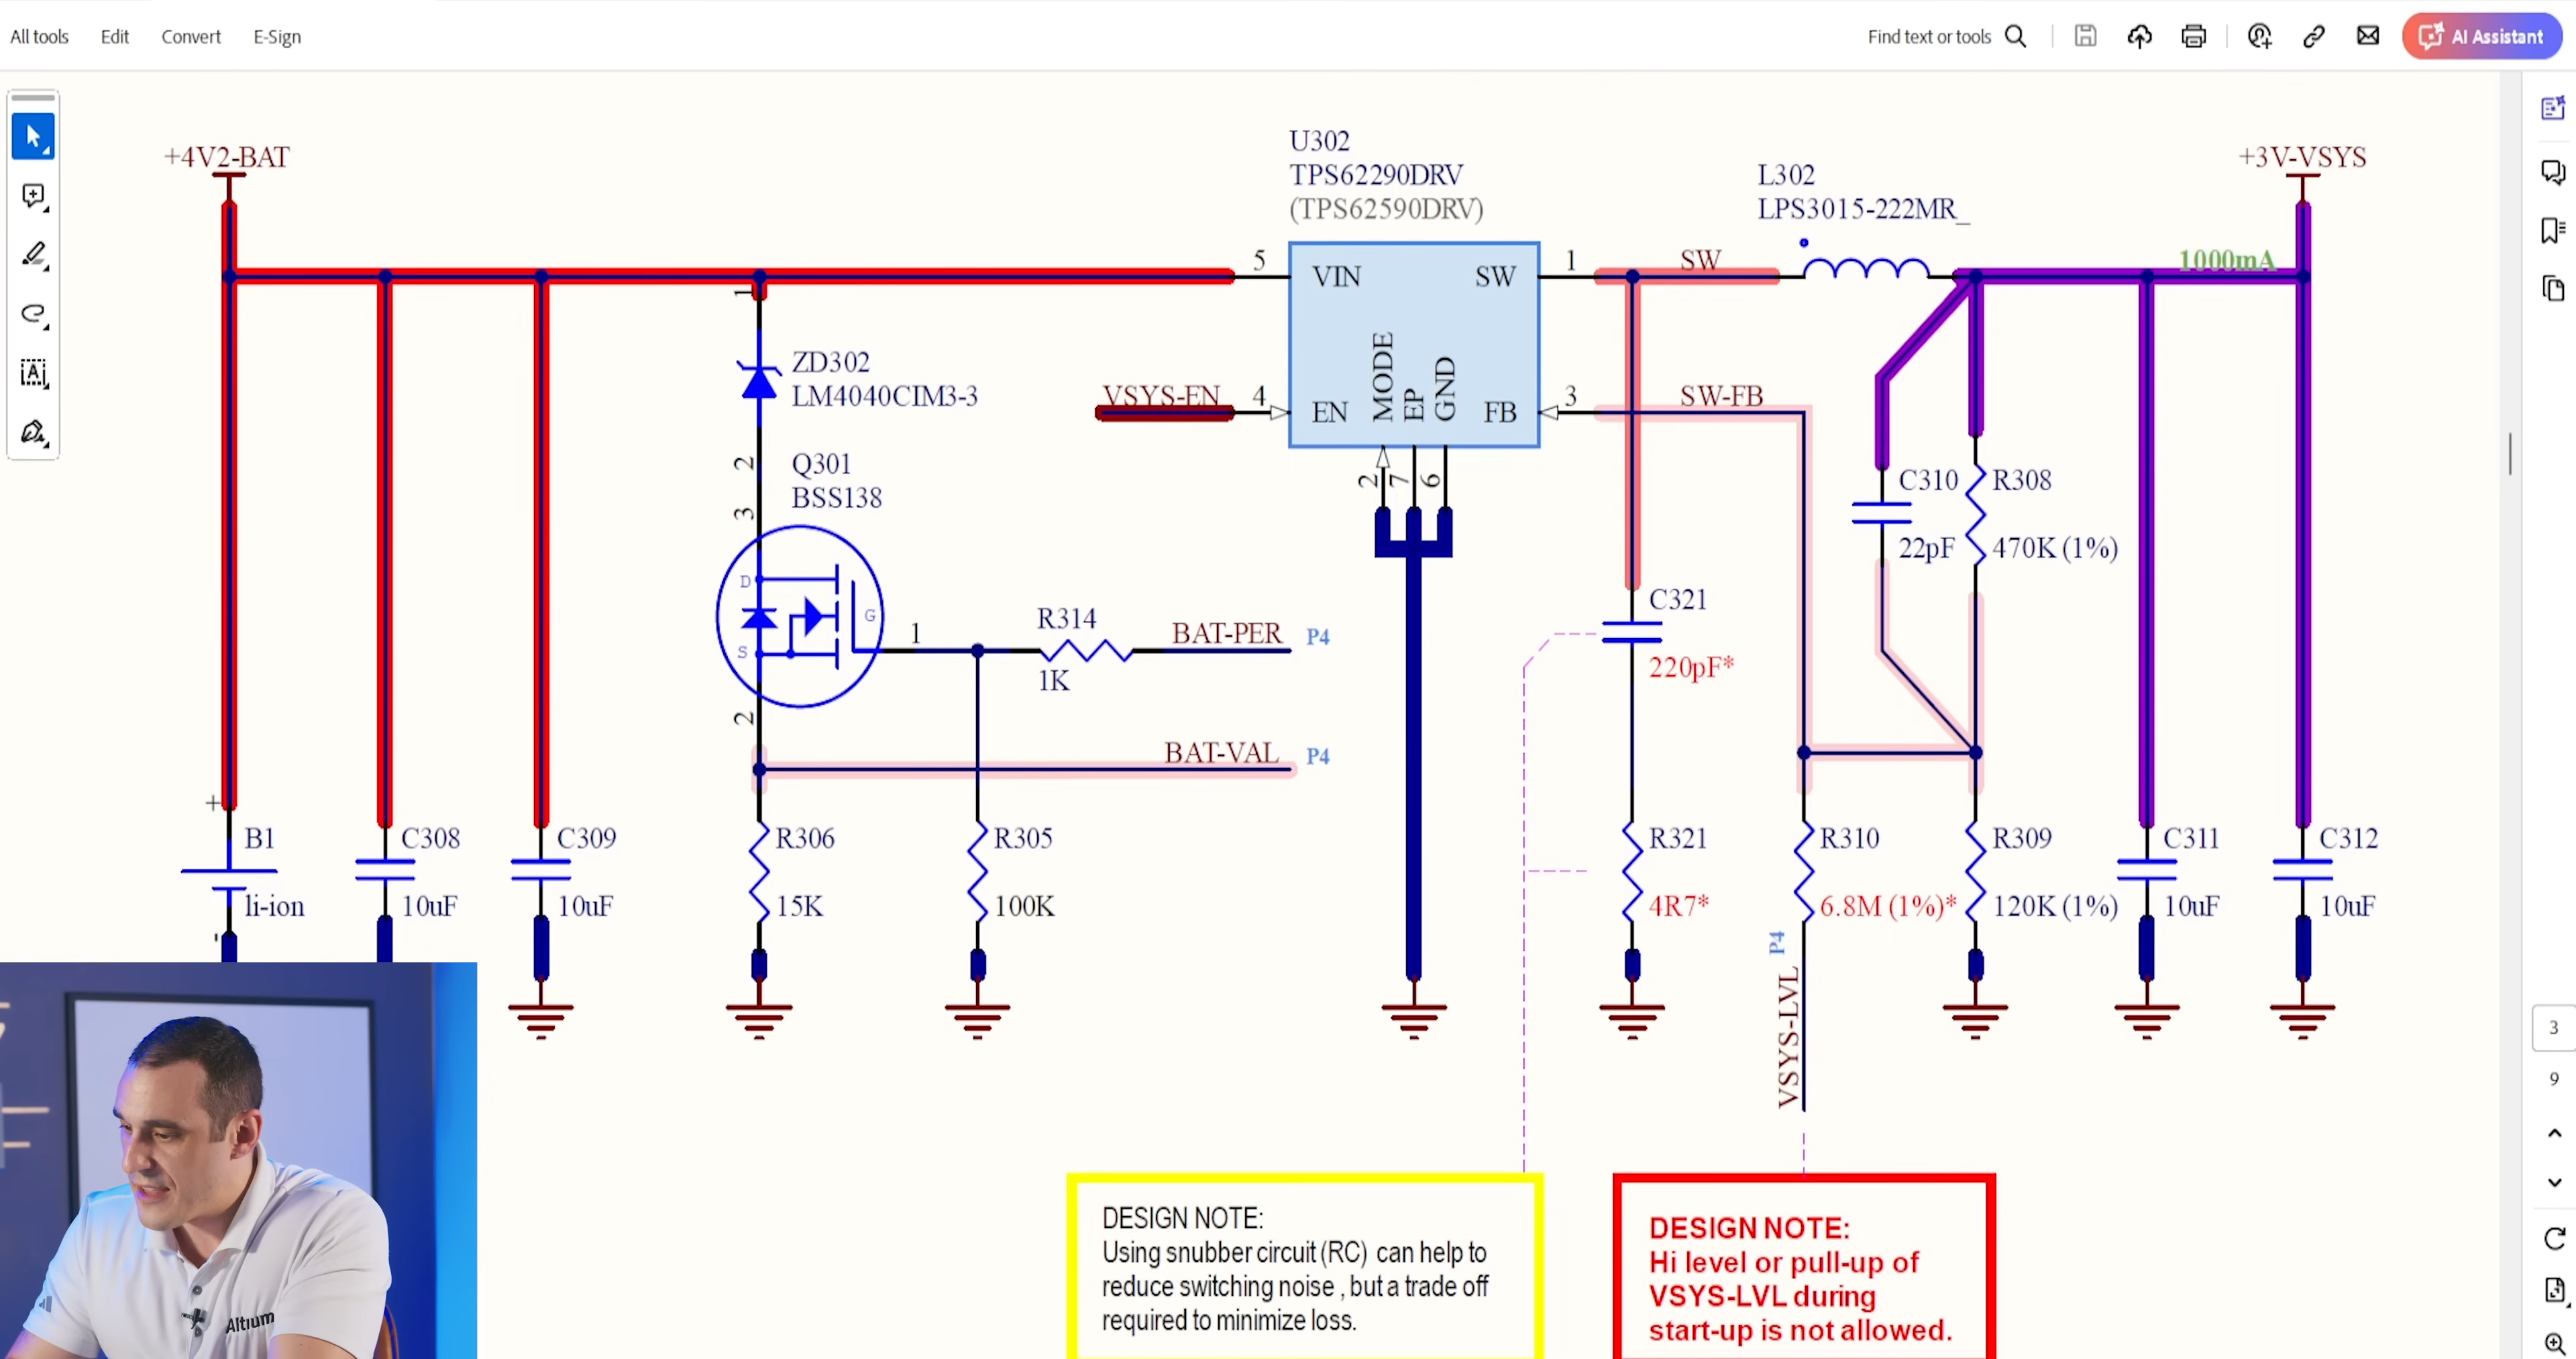 All tools Edit Convert E-Sign Find text or tools AI Assistant
+4V2-BAT
+3V-VSYS
U302
TPS62290DRV
(TPS62590DRV)
L302
LPS3015-222MR_
5 VIN SW 1 SW
1000mA
VSYS-EN 4 EN MODE EP GND FB 3 SW-FB
2 7 6
1
ZD302
LM4040CIM3-3
2
Q301
BSS138
3
D
G
S
1
R314
1K
BAT-PER P4
2
BAT-VAL P4
C310
22pF
R308
470K (1%)
C321
220pF*
+
B1
li-ion
-
C308
10uF
C309
10uF
R306
15K
R305
100K
R321
4R7*
R310
6.8M (1%)*
R309
120K (1%)
C311
10uF
C312
10uF
P4
VSYS-LVL
3
9
DESIGN NOTE:
Using snubber circuit (RC) can help to
reduce switching noise , but a trade off
required to minimize loss.
DESIGN NOTE:
Hi level or pull-up of
VSYS-LVL during
start-up is not allowed.
Altium